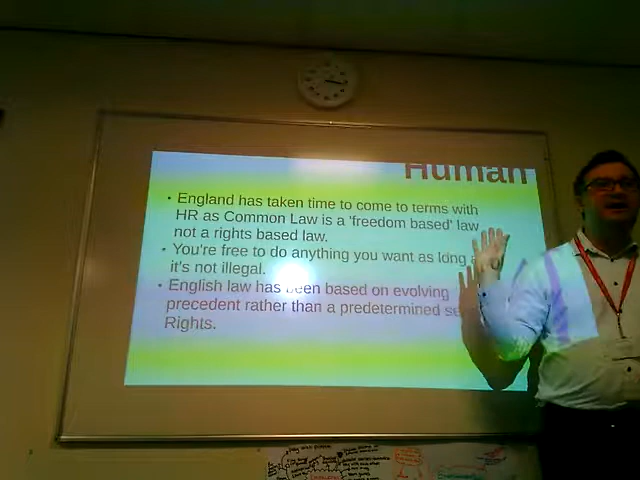 Human
• England has taken time to come to terms with
HR as Common Law is a 'freedom based' law
not a rights based law.
• You're free to do anything you want as long
it's not illegal.
• English law has been based on evolving
precedent rather than a predetermined
Rights.